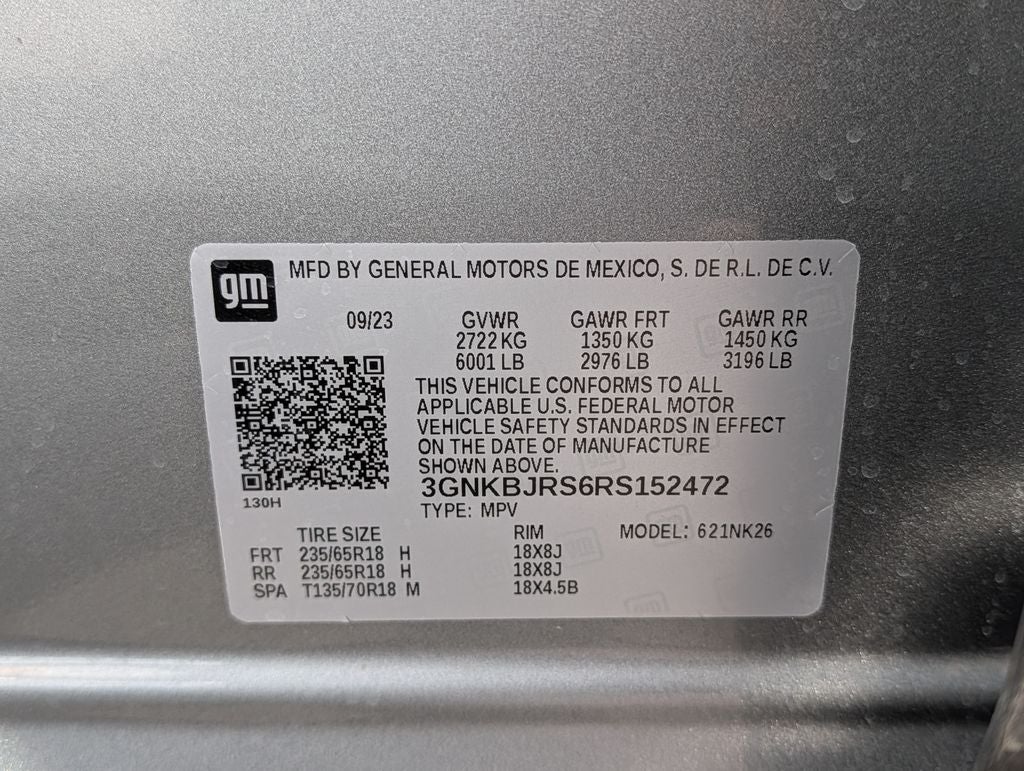 gm
MFD BY GENERAL MOTORS DE MEXICO, S. DE R.L. DE C.V.
09/23 GVWR GAWR FRT GAWR RR
2722 KG 1350 KG 1450 KG
6001 LB 2976 LB 3196 LB
THIS VEHICLE CONFORMS TO ALL
APPLICABLE U.S. FEDERAL MOTOR
VEHICLE SAFETY STANDARDS IN EFFECT
ON THE DATE OF MANUFACTURE
SHOWN ABOVE.
3GNKBJRS6RS152472
130H
TYPE: MPV
TIRE SIZE RIM MODEL: 621NK26
FRT 235/65R18 H 18X8J
RR 235/65R18 H 18X8J
SPA T135/70R18 M 18X4.5B